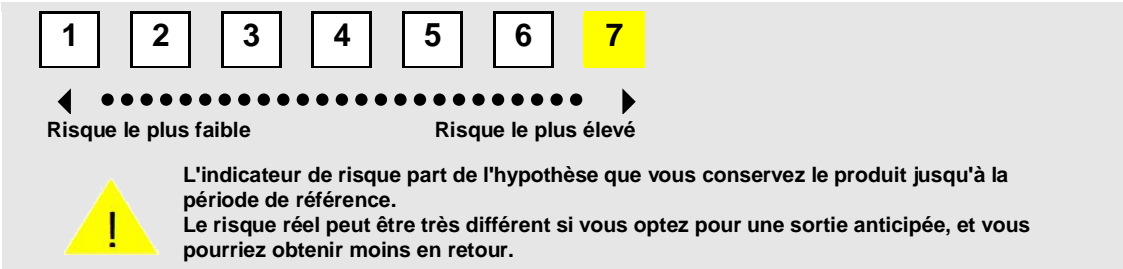 1 2 3 4 5 6 7
Risque le plus faible Risque le plus élevé
L'indicateur de risque part de l'hypothèse que vous conservez le produit jusqu'à la
période de référence.
Le risque réel peut être très différent si vous optez pour une sortie anticipée, et vous
pourriez obtenir moins en retour.
!